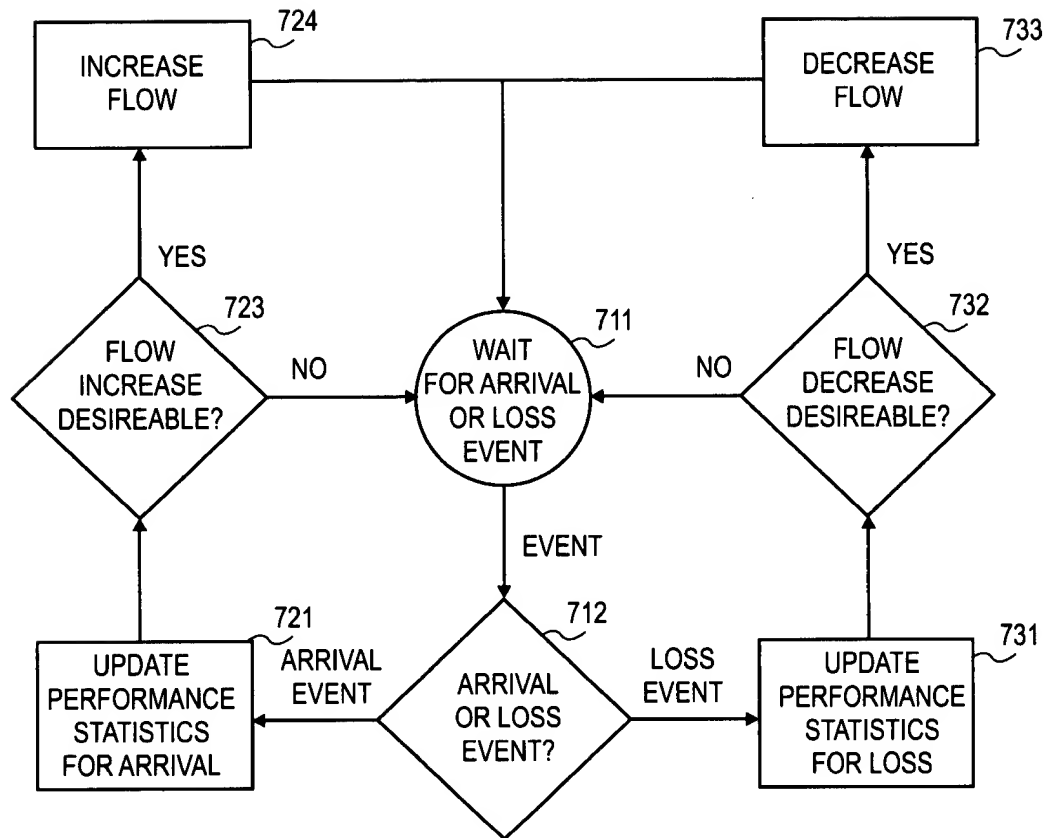 724
INCREASE
FLOW
733
DECREASE
FLOW
YES
YES
723
FLOW
INCREASE
DESIREABLE?
NO
711
WAIT
FOR ARRIVAL
OR LOSS
EVENT
NO
732
FLOW
DECREASE
DESIREABLE?
EVENT
721
UPDATE
PERFORMANCE
STATISTICS
FOR ARRIVAL
ARRIVAL
EVENT
712
ARRIVAL
OR LOSS
EVENT?
LOSS
EVENT
731
UPDATE
PERFORMANCE
STATISTICS
FOR LOSS